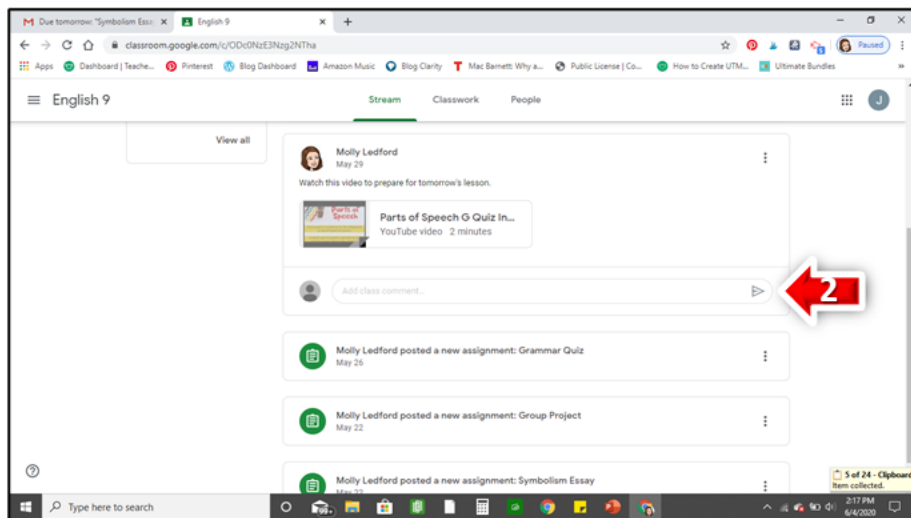 Due tomorrow: "Symbolism Essa
English 9
classroom.google.com/c/ODc0NzE3Nzg2NTha
Paused
Apps
Dashboard | Teache...
Pinterest
Blog Dashboard
Amazon Music
Blog Clarity
Mac Barnett: Why a...
Public License | Co...
How to Create UTM...
Ultimate Bundles
English 9
Stream
Classwork
People
J
View all
Molly Ledford
May 29
Watch this video to prepare for tomorrow's lesson.
Parts of Speech
Parts of Speech G Quiz In...
YouTube video 2 minutes
Add class comment...
2
Molly Ledford posted a new assignment: Grammar Quiz
May 26
Molly Ledford posted a new assignment: Group Project
May 22
Molly Ledford posted a new assignment: Symbolism Essay
May 22
5 of 24 - Clipboard
Item collected.
Type here to search
99+
2:17 PM
6/4/2020